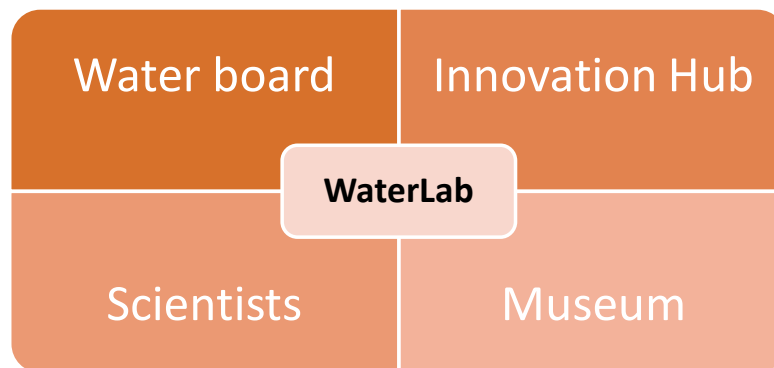 Water board
Innovation Hub
WaterLab
Scientists
Museum